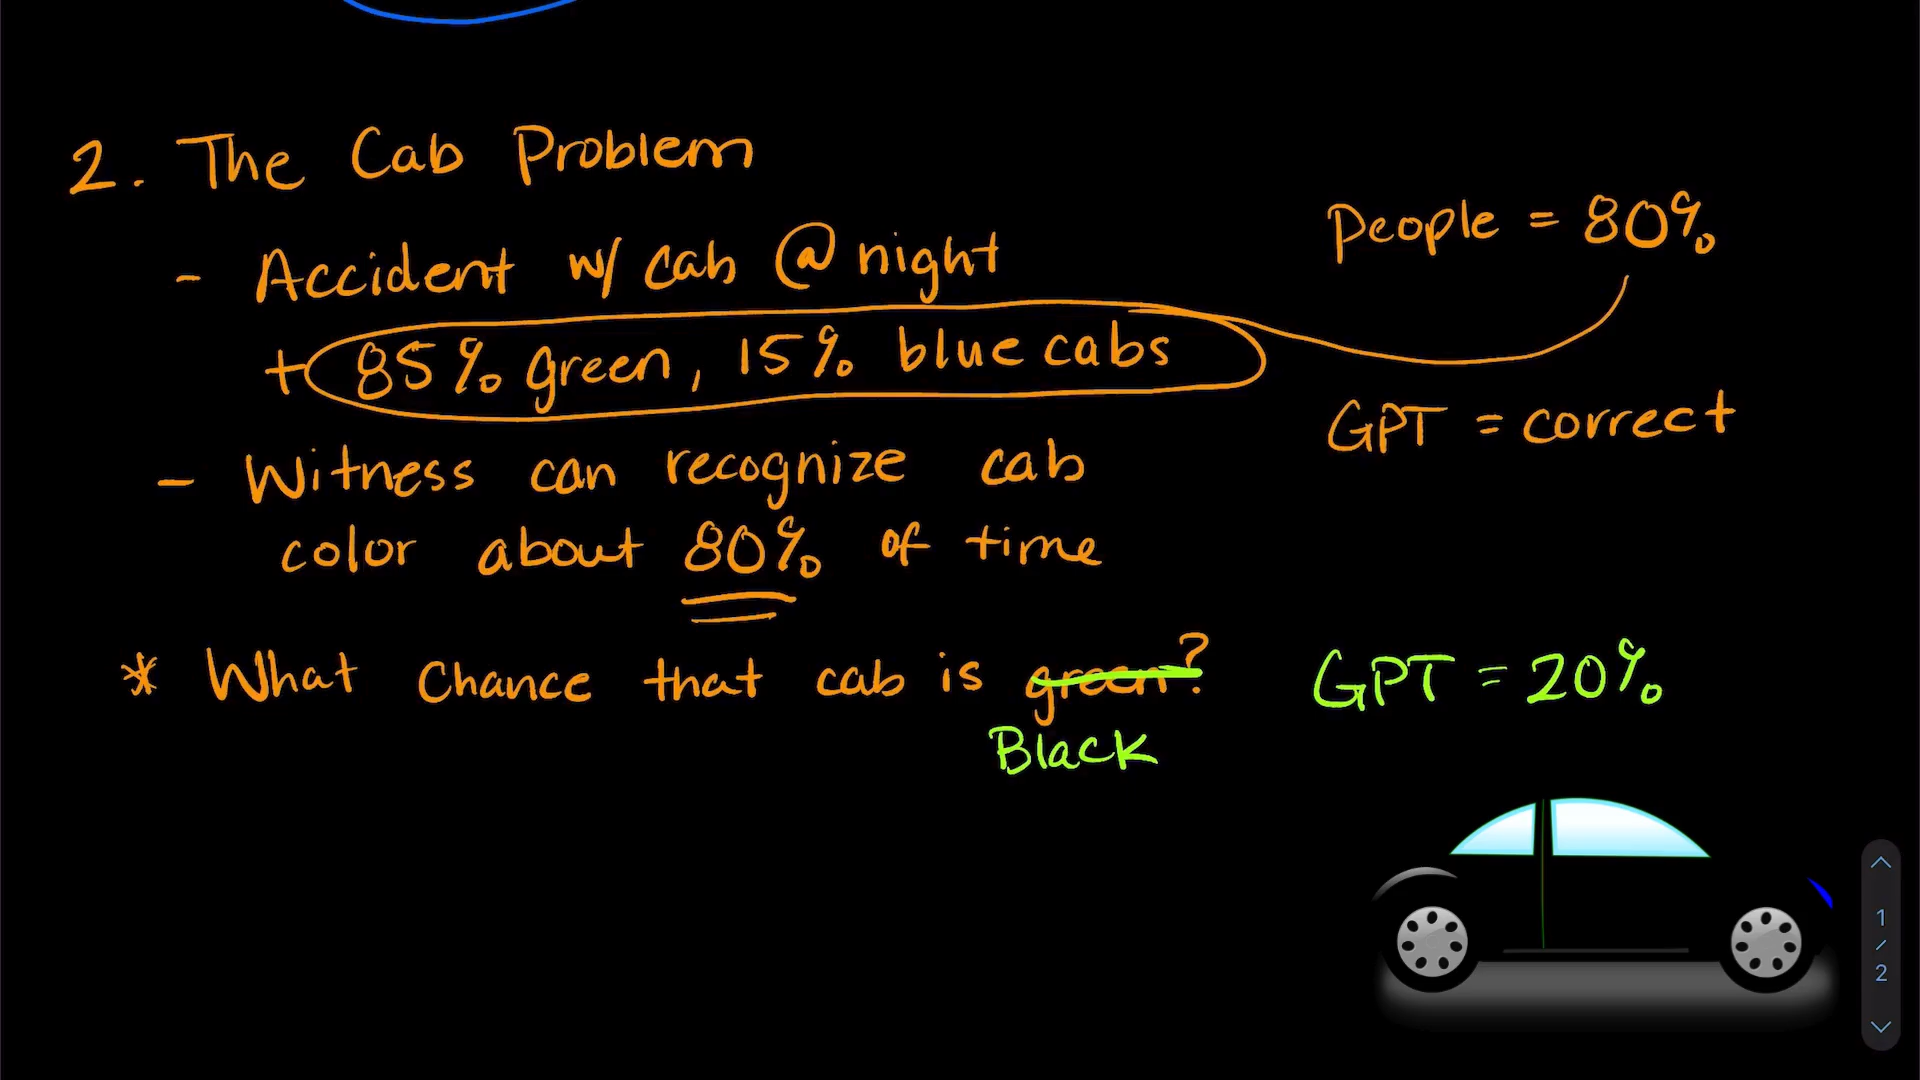 2. The Cab Problem
- Accident w/ cab @ night
+ 85% green, 15% blue cabs
- Witness can recognize cab
color about 80% of time
* What chance that cab is green?
Black
People = 80%
GPT = correct
GPT = 20%
1
/
2